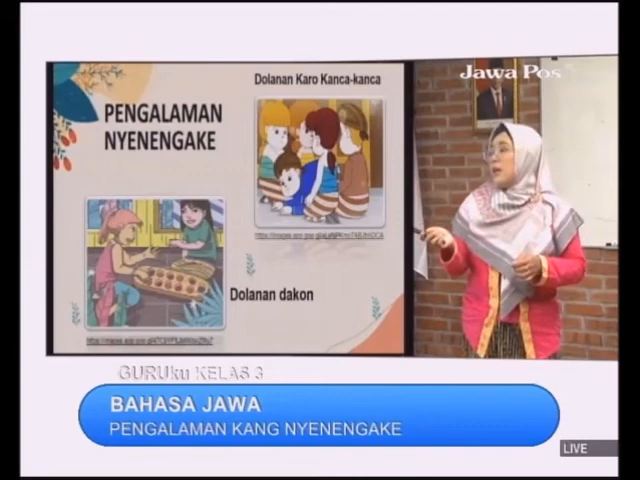 Jawa Pos
Dolanan Karo Kanca-kanca
PENGALAMAN
NYENENGAKE
Dolanan dakon
GURUku KELAS 3
BAHASA JAWA
PENGALAMAN KANG NYENENGAKE
LIVE